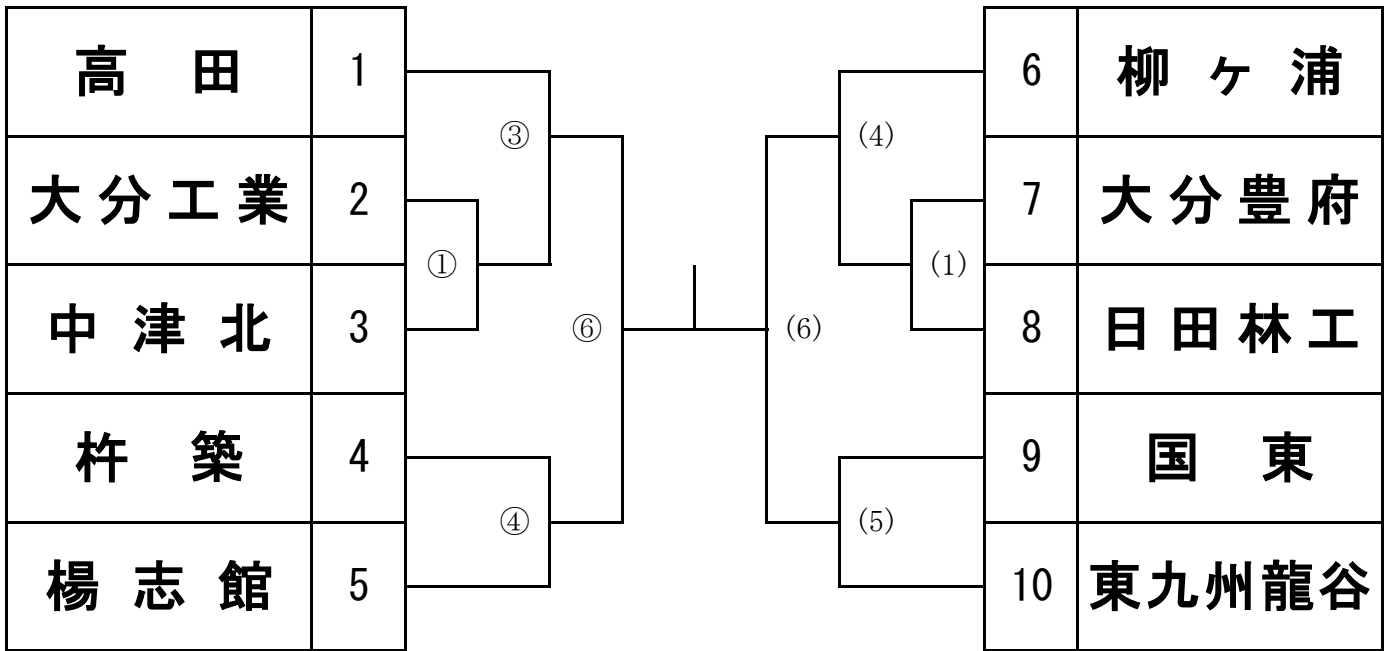 高田 1
大分工業 2
中津北 3
杵築 4
楊志館 5
③
①
⑥
④
(4)
(1)
(6)
(5)
6 柳ヶ浦
7 大分豊府
8 日田林工
9 国東
10 東九州龍谷